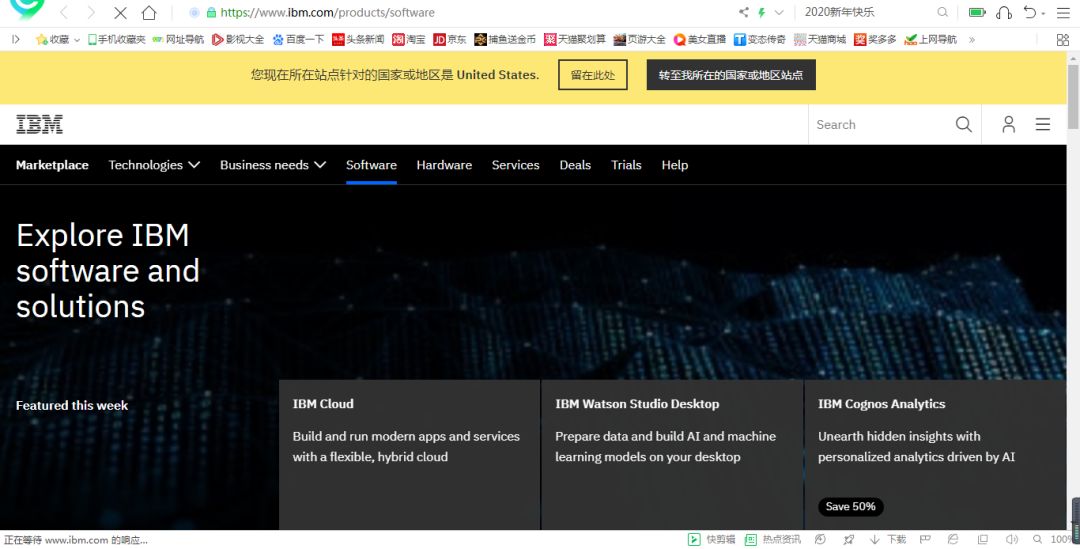 https://www.ibm.com/products/software
2020新年快乐
收藏 手机收藏夹 网址导航 影视大全 百度一下 头条新闻 淘宝 京东 捕鱼送金币 天猫聚划算 页游大全 美女直播 变态传奇 天猫商城 奖多多 上网导航 »
您现在所在站点针对的国家或地区是 United States.
留在此处
转至我所在的国家或地区站点
IBM
Search
Marketplace Technologies Business needs Software Hardware Services Deals Trials Help
Explore IBM
software and
solutions
Featured this week
IBM Cloud
Build and run modern apps and services
with a flexible, hybrid cloud
IBM Watson Studio Desktop
Prepare data and build AI and machine
learning models on your desktop
IBM Cognos Analytics
Unearth hidden insights with
personalized analytics driven by AI
Save 50%
正在等待 www.ibm.com 的响应...
快剪辑 热点资讯 下载